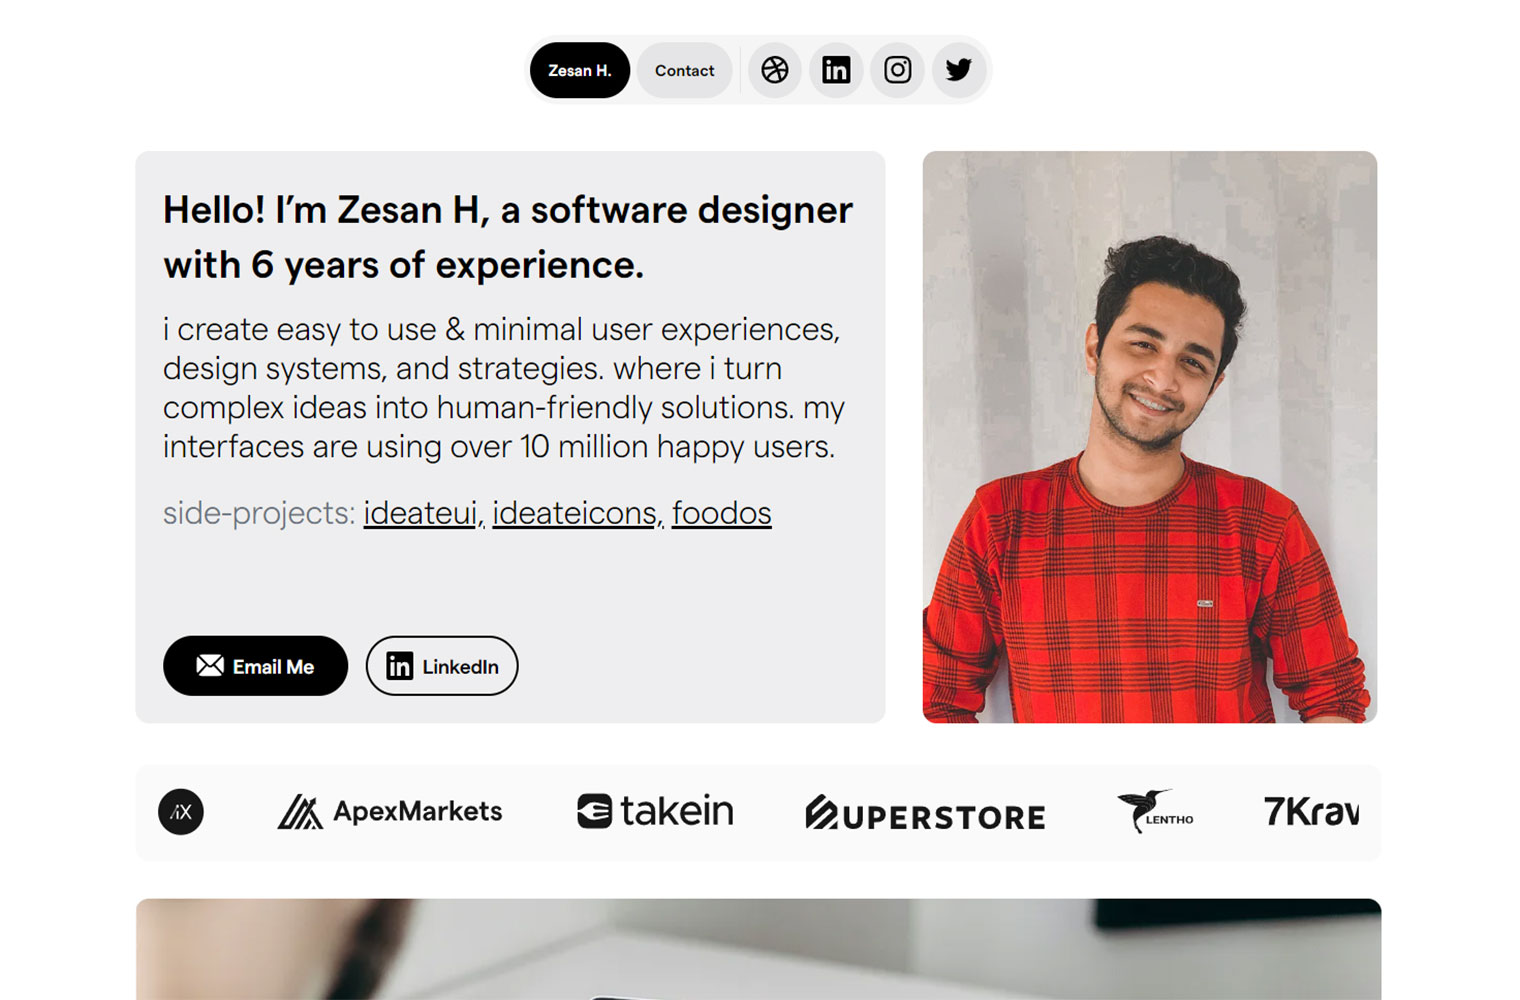 Zesan H.
Contact
Hello! I’m Zesan H, a software designer
with 6 years of experience.
i create easy to use & minimal user experiences,
design systems, and strategies. where i turn
complex ideas into human-friendly solutions. my
interfaces are using over 10 million happy users.
side-projects: ideateui, ideateicons, foodos
Email Me
LinkedIn
iX
ApexMarkets
takein
SUPERSTORE
LENTHO
7Krav